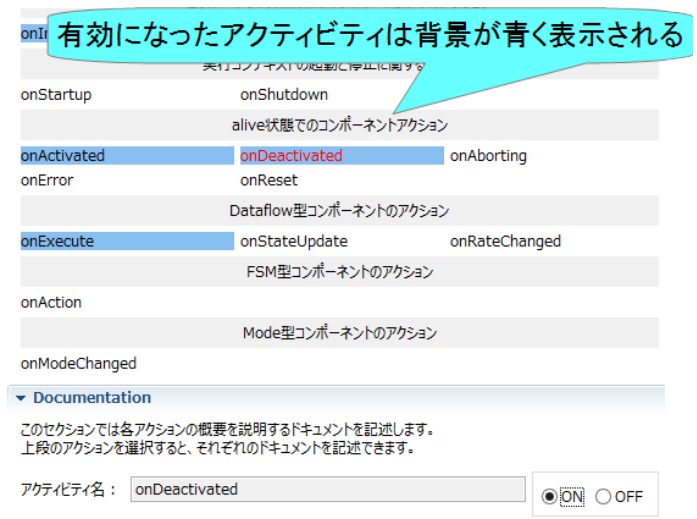 有効になったアクティビティは背景が青く表示される
onStartup onShutdown
alive状態でのコンポーネントアクション
onActivated onDeactivated onAborting
onError onReset
Dataflow型コンポーネントのアクション
onExecute onStateUpdate onRateChanged
FSM型コンポーネントのアクション
onAction
Mode型コンポーネントのアクション
onModeChanged
Documentation
このセクションでは各アクションの概要を説明するドキュメントを記述します。
上段のアクションを選択すると、それぞれのドキュメントを記述できます。
アクティビティ名： onDeactivated ON OFF